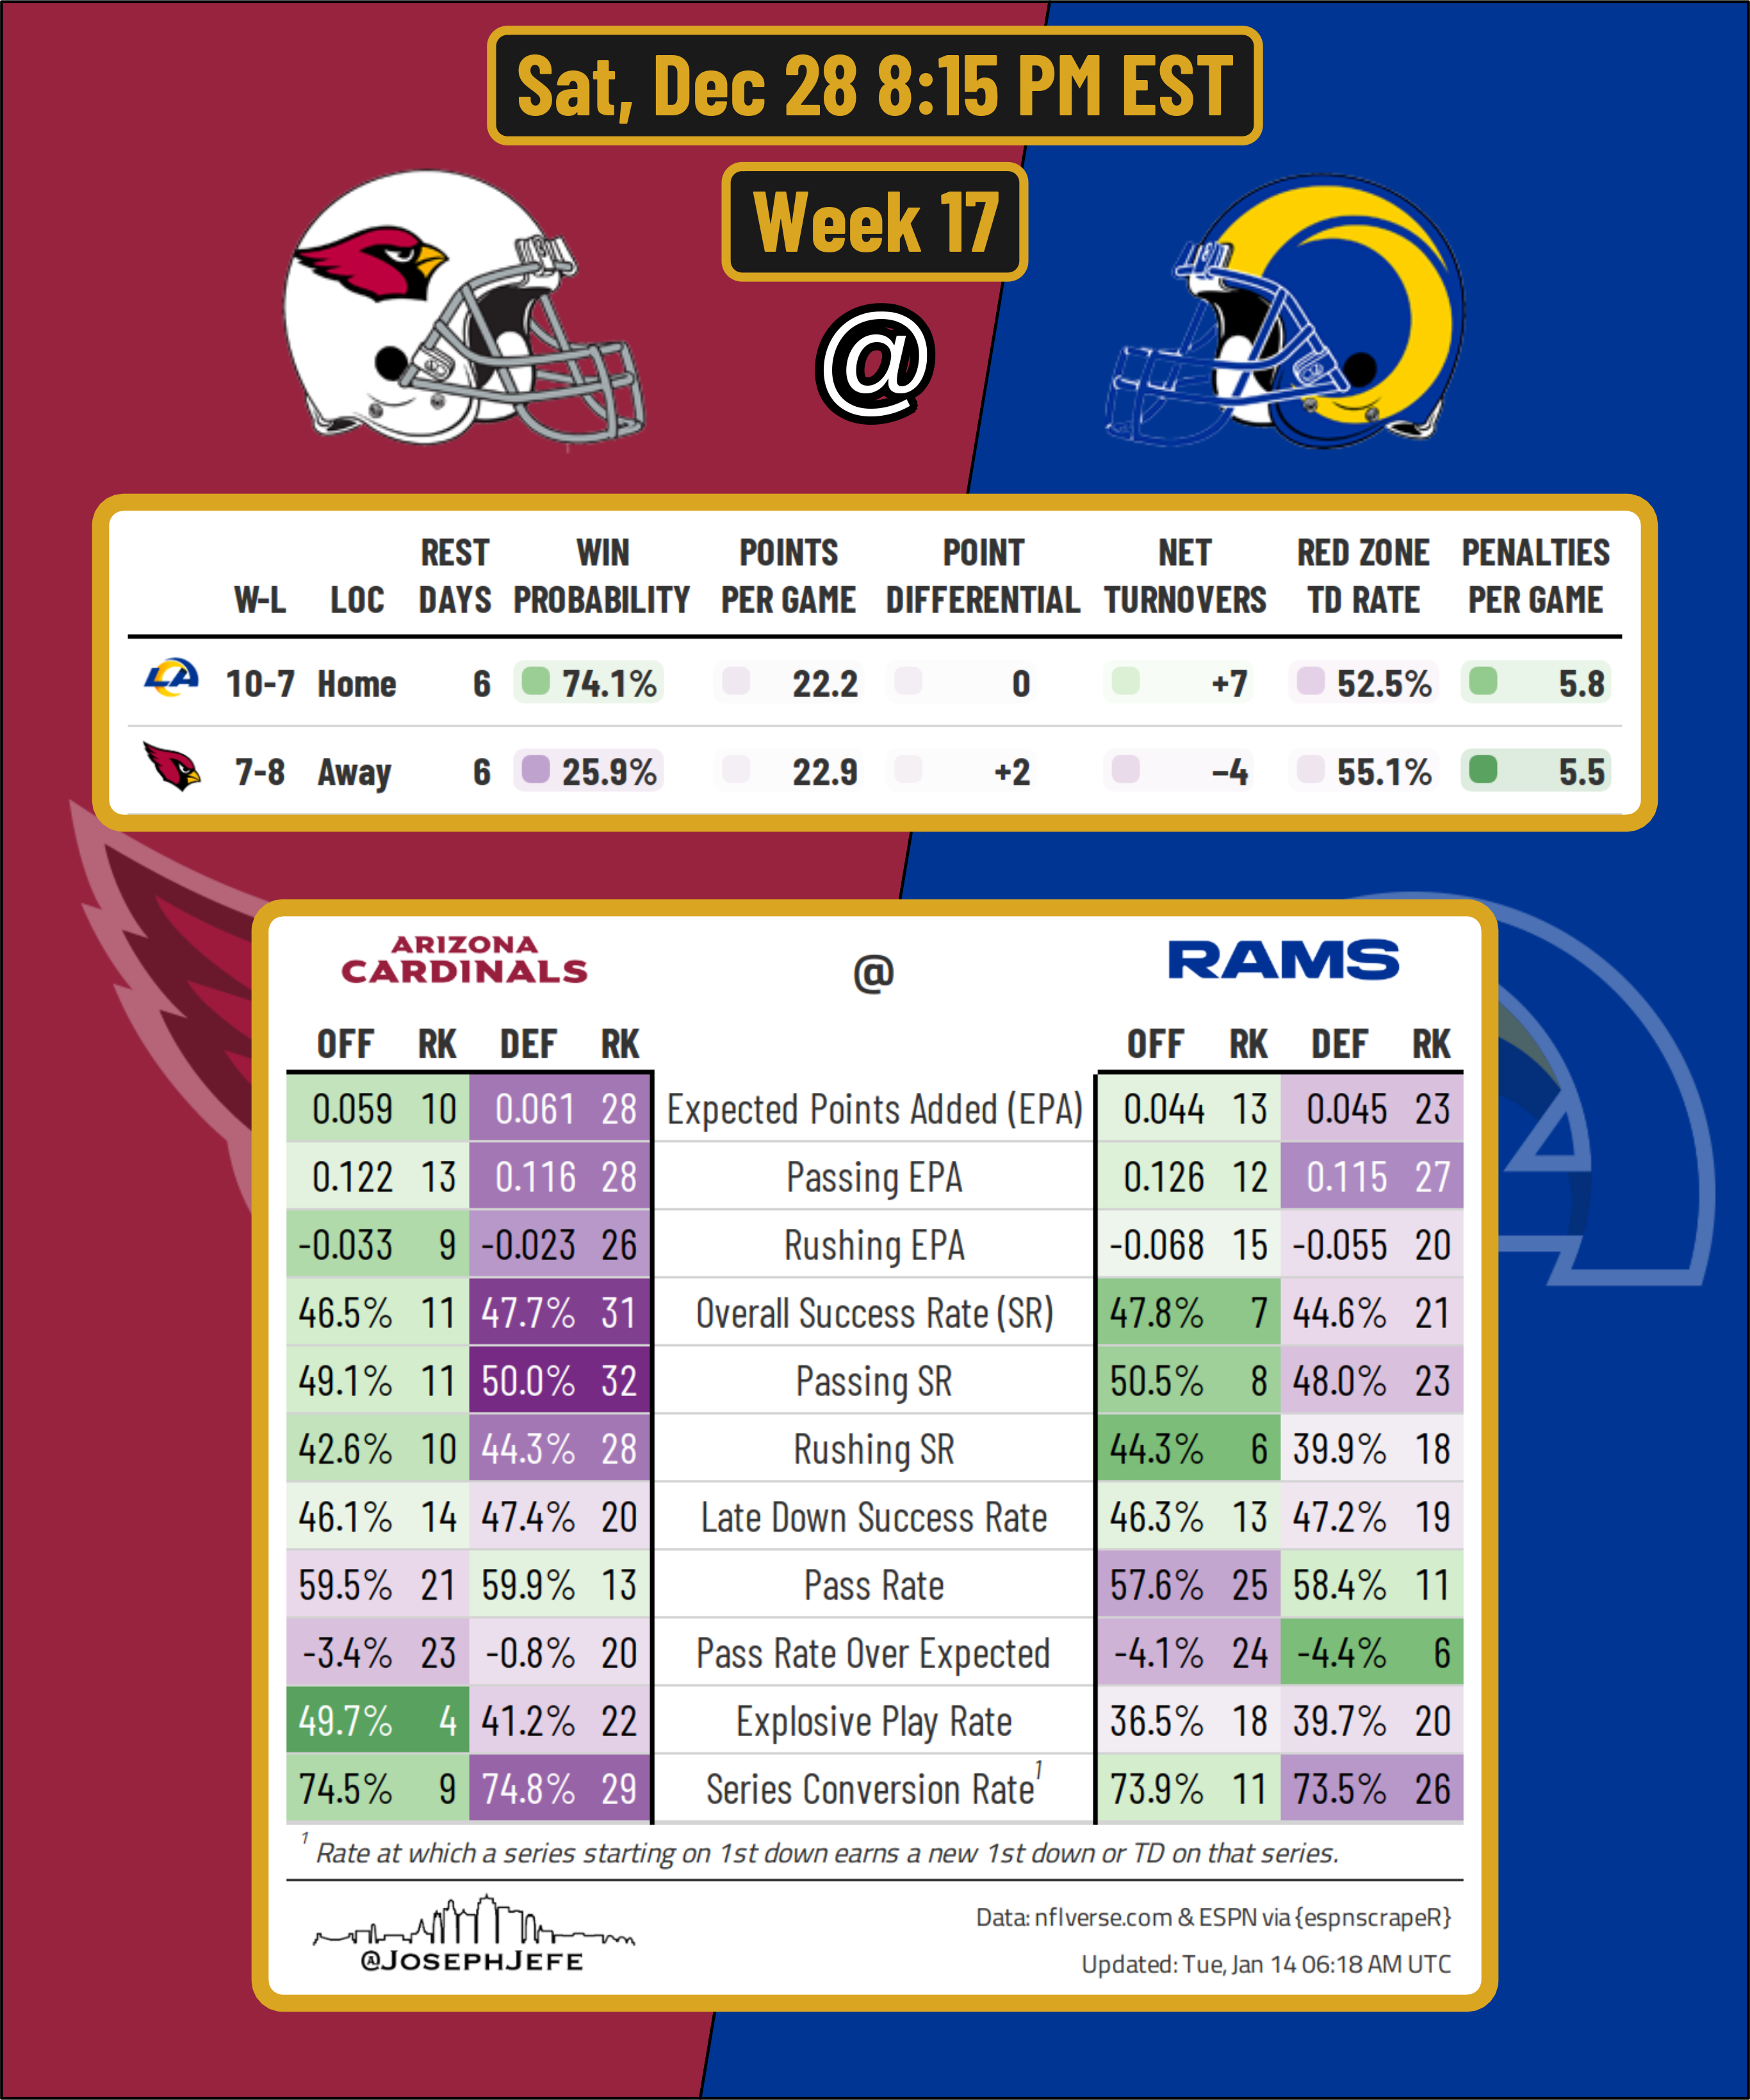 Sat, Dec 28 8:15 PM EST
Week 17
@
W-L LOC REST DAYS WIN PROBABILITY POINTS PER GAME POINT DIFFERENTIAL NET TURNOVERS RED ZONE TD RATE PENALTIES PER GAME
LA 10-7 Home 6 74.1% 22.2 0 +7 52.5% 5.8
7-8 Away 6 25.9% 22.9 +2 −4 55.1% 5.5
ARIZONA CARDINALS @ RAMS
OFF RK DEF RK OFF RK DEF RK
0.059 10 0.061 28 Expected Points Added (EPA) 0.044 13 0.045 23
0.122 13 0.116 28 Passing EPA 0.126 12 0.115 27
-0.033 9 -0.023 26 Rushing EPA -0.068 15 -0.055 20
46.5% 11 47.7% 31 Overall Success Rate (SR) 47.8% 7 44.6% 21
49.1% 11 50.0% 32 Passing SR 50.5% 8 48.0% 23
42.6% 10 44.3% 28 Rushing SR 44.3% 6 39.9% 18
46.1% 14 47.4% 20 Late Down Success Rate 46.3% 13 47.2% 19
59.5% 21 59.9% 13 Pass Rate 57.6% 25 58.4% 11
-3.4% 23 -0.8% 20 Pass Rate Over Expected -4.1% 24 -4.4% 6
49.7% 4 41.2% 22 Explosive Play Rate 36.5% 18 39.7% 20
74.5% 9 74.8% 29 Series Conversion Rate¹ 73.9% 11 73.5% 26
¹ Rate at which a series starting on 1st down earns a new 1st down or TD on that series.
@JOSEPHJEFE
Data: nflverse.com & ESPN via {espnscrapeR}
Updated: Tue, Jan 14 06:18 AM UTC